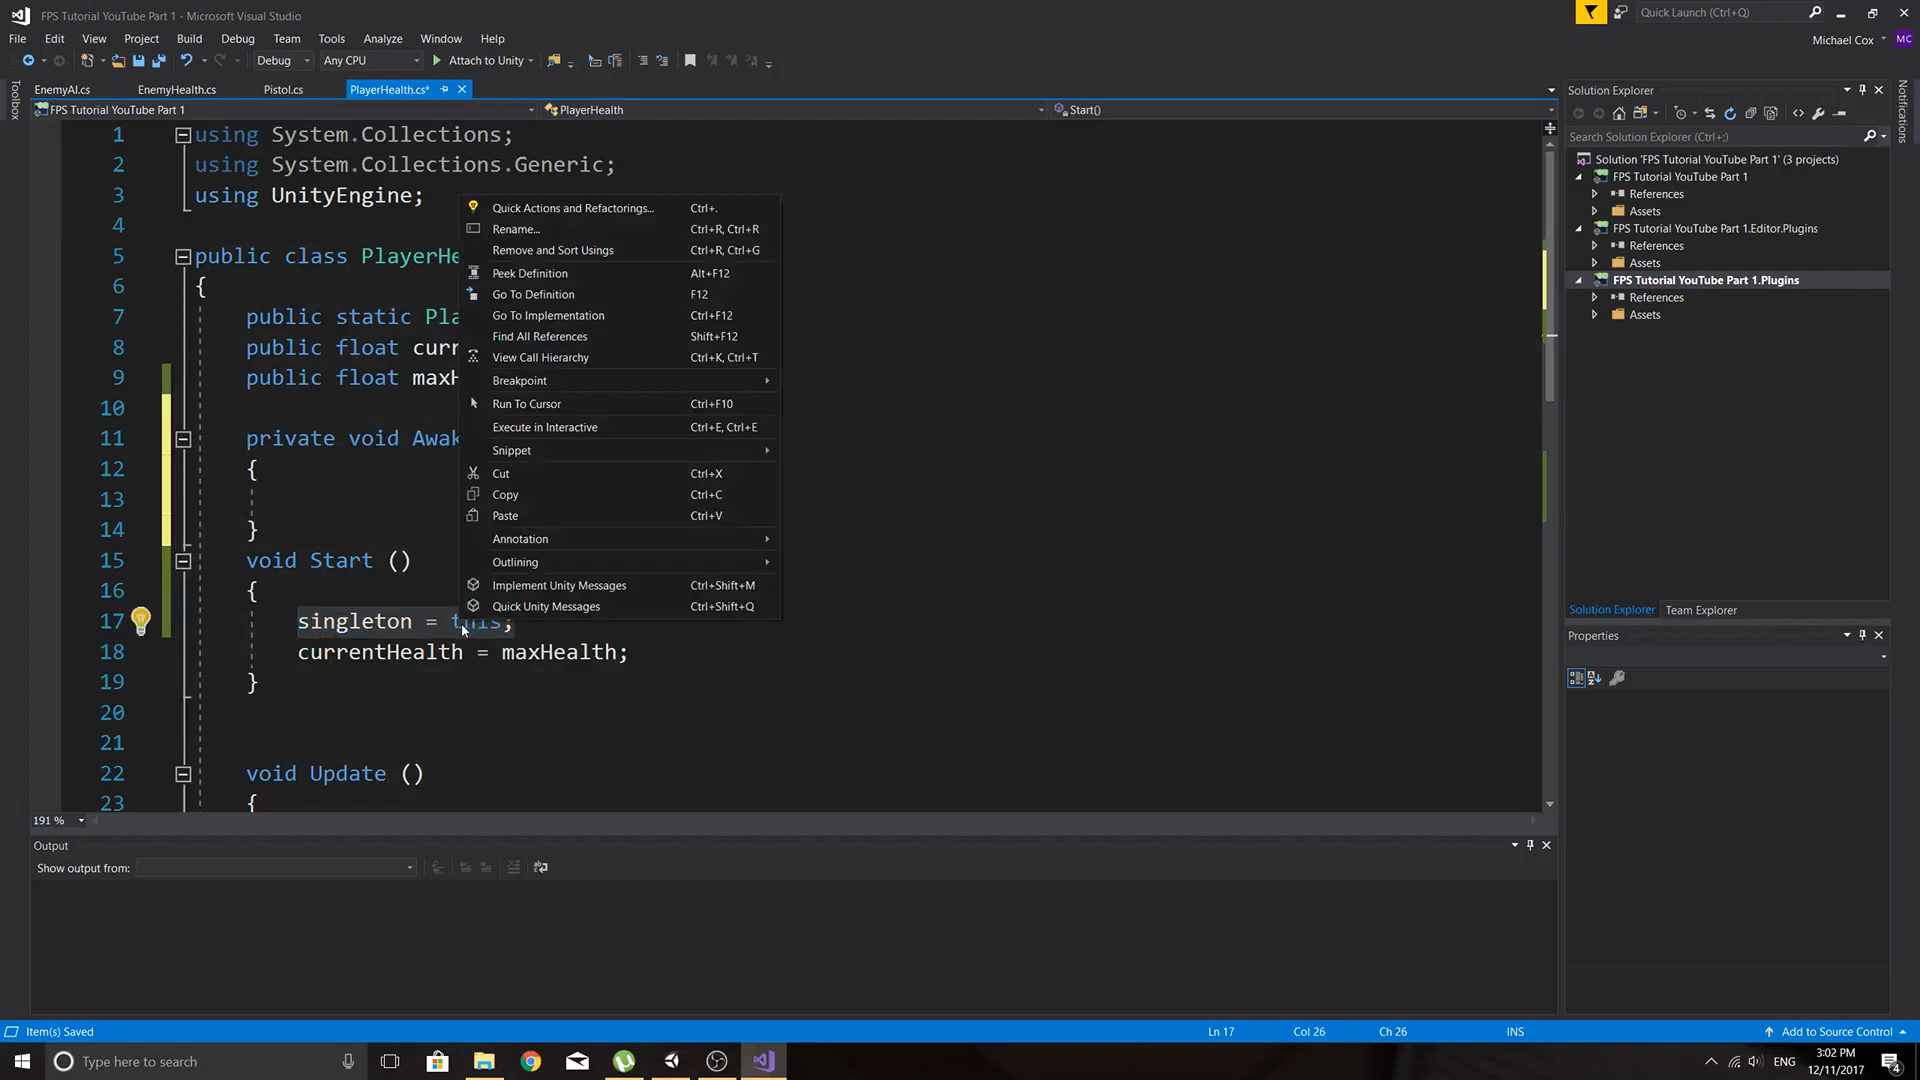 FPS Tutorial YouTube Part 1 - Microsoft Visual Studio
Quick Launch (Ctrl+Q)
File Edit View Project Build Debug Team Tools Analyze Window Help
Michael Cox MC
Debug Any CPU Attach to Unity
Toolbox
EnemyAI.cs EnemyHealth.cs Pistol.cs PlayerHealth.cs*
FPS Tutorial YouTube Part 1 PlayerHealth Start()
1 using System.Collections;
2 using System.Collections.Generic;
3 using UnityEngine;
4
5 public class PlayerHe
6 {
7 public static Pla
8 public float curr
9 public float maxH
10
11 private void Awak
12 {
13
14 }
15 void Start ()
16 {
17 singleton = this;
18 currentHealth = maxHealth;
19 }
20
21
22 void Update ()
23 {
Quick Actions and Refactorings... Ctrl+.
Rename... Ctrl+R, Ctrl+R
Remove and Sort Usings Ctrl+R, Ctrl+G
Peek Definition Alt+F12
Go To Definition F12
Go To Implementation Ctrl+F12
Find All References Shift+F12
View Call Hierarchy Ctrl+K, Ctrl+T
Breakpoint
Run To Cursor Ctrl+F10
Execute in Interactive Ctrl+E, Ctrl+E
Snippet
Cut Ctrl+X
Copy Ctrl+C
Paste Ctrl+V
Annotation
Outlining
Implement Unity Messages Ctrl+Shift+M
Quick Unity Messages Ctrl+Shift+Q
191 %
Output
Show output from:
Solution Explorer
Search Solution Explorer (Ctrl+;)
Solution 'FPS Tutorial YouTube Part 1' (3 projects)
FPS Tutorial YouTube Part 1
References
Assets
FPS Tutorial YouTube Part 1.Editor.Plugins
References
Assets
FPS Tutorial YouTube Part 1.Plugins
References
Assets
Solution Explorer Team Explorer
Properties
Notifications
Item(s) Saved Ln 17 Col 26 Ch 26 INS Add to Source Control
Type here to search
ENG
3:02 PM
12/11/2017
4